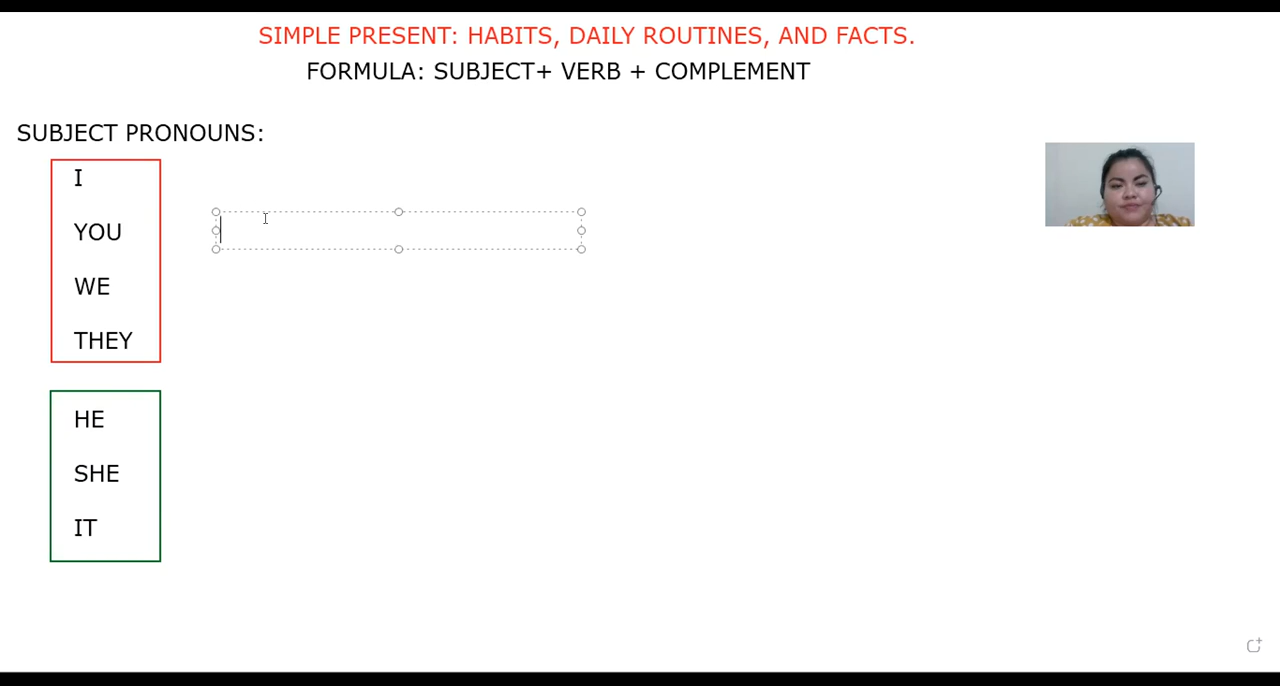 SIMPLE PRESENT: HABITS, DAILY ROUTINES, AND FACTS.
FORMULA: SUBJECT+ VERB + COMPLEMENT
SUBJECT PRONOUNS:
I
YOU
WE
THEY
HE
SHE
IT